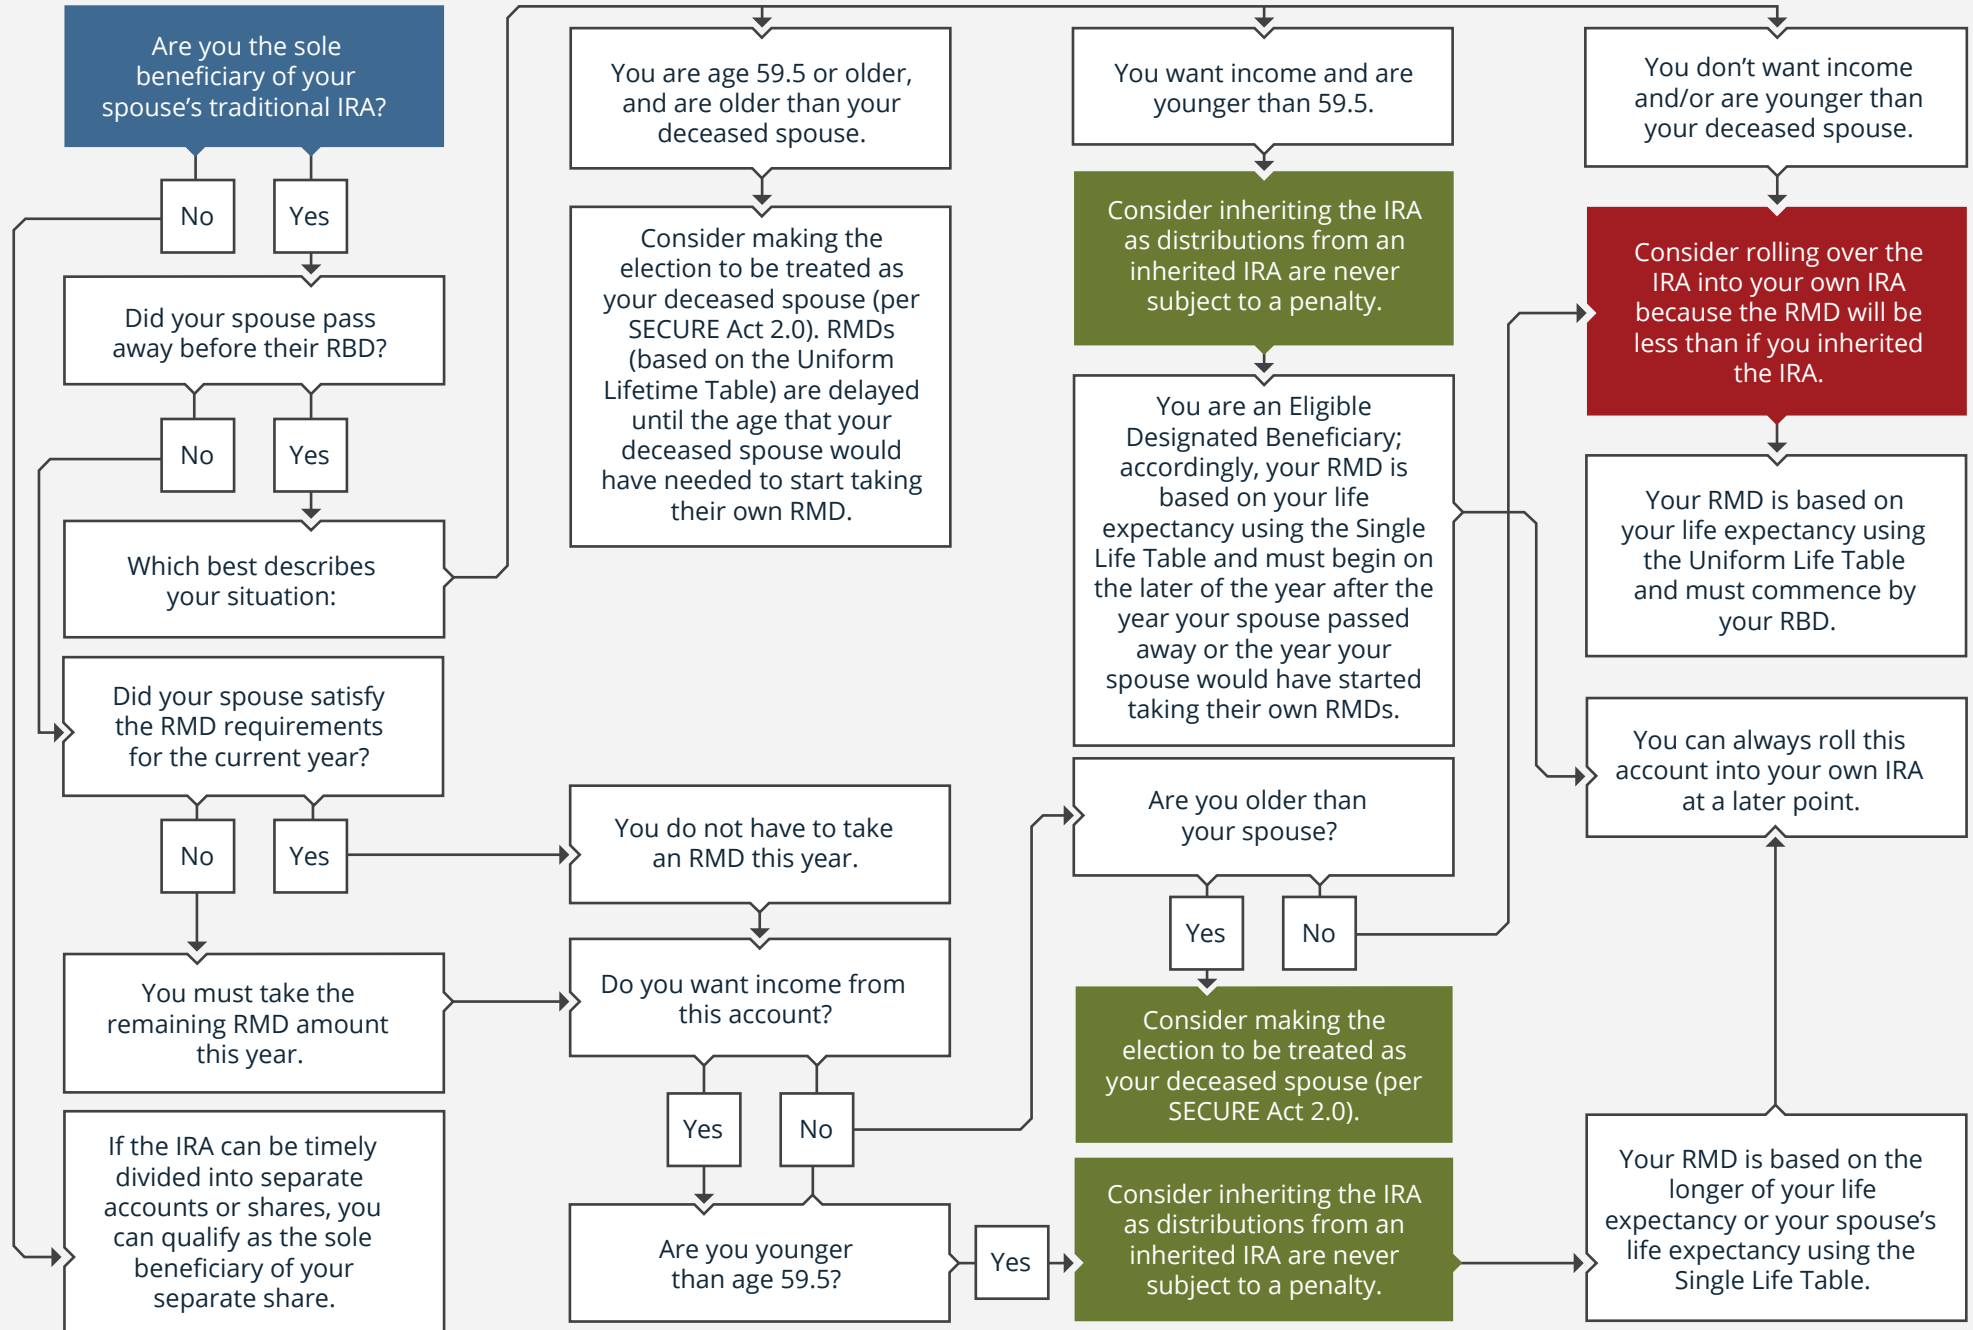 Are you the sole
beneficiary of your
spouse’s traditional IRA?
No
Yes
Did your spouse pass
away before their RBD?
No
Yes
Which best describes
your situation:
Did your spouse satisfy
the RMD requirements
for the current year?
No
Yes
You must take the
remaining RMD amount
this year.
If the IRA can be timely
divided into separate
accounts or shares, you
can qualify as the sole
beneficiary of your
separate share.
You are age 59.5 or older,
and are older than your
deceased spouse.
Consider making the
election to be treated as
your deceased spouse (per
SECURE Act 2.0). RMDs
(based on the Uniform
Lifetime Table) are delayed
until the age that your
deceased spouse would
have needed to start taking
their own RMD.
You do not have to take
an RMD this year.
Do you want income from
this account?
Yes
No
Are you younger
than age 59.5?
Yes
You want income and are
younger than 59.5.
Consider inheriting the IRA
as distributions from an
inherited IRA are never
subject to a penalty.
You are an Eligible
Designated Beneficiary;
accordingly, your RMD is
based on your life
expectancy using the Single
Life Table and must begin on
the later of the year after the
year your spouse passed
away or the year your
spouse would have started
taking their own RMDs.
Are you older than
your spouse?
Yes
No
Consider making the
election to be treated as
your deceased spouse (per
SECURE Act 2.0).
Consider inheriting the IRA
as distributions from an
inherited IRA are never
subject to a penalty.
You don’t want income
and/or are younger than
your deceased spouse.
Consider rolling over the
IRA into your own IRA
because the RMD will be
less than if you inherited
the IRA.
Your RMD is based on
your life expectancy using
the Uniform Life Table
and must commence by
your RBD.
You can always roll this
account into your own IRA
at a later point.
Your RMD is based on the
longer of your life
expectancy or your spouse’s
life expectancy using the
Single Life Table.